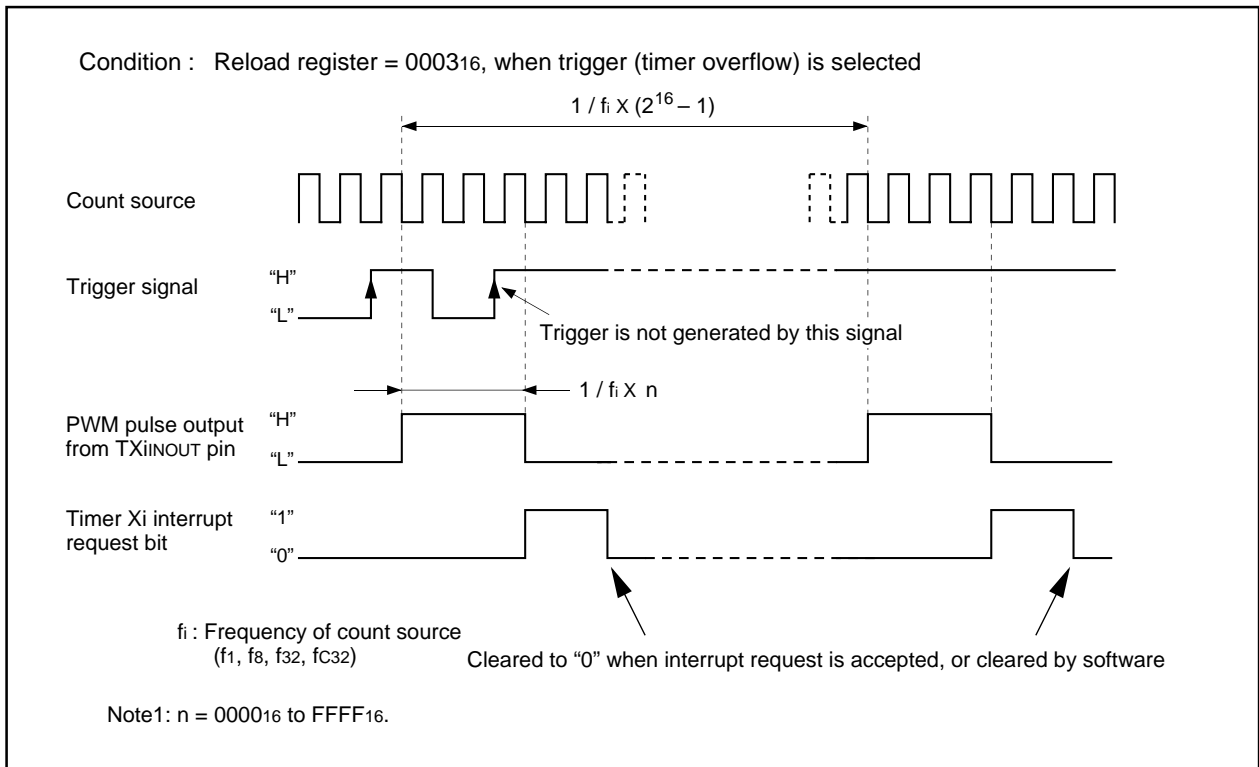 Condition :   Reload register = 000316, when trigger (timer overflow) is selected
1 / fi X (2^16 – 1)
Count source
Trigger signal
“H”
“L”
Trigger is not generated by this signal
1 / fi X n
PWM pulse output
from TXiINOUT pin
“H”
“L”
Timer Xi interrupt
request bit
“1”
“0”
fi : Frequency of count source
(f1, f8, f32, fC32)
Cleared to “0” when interrupt request is accepted, or cleared by software
Note1: n = 000016 to FFFF16.